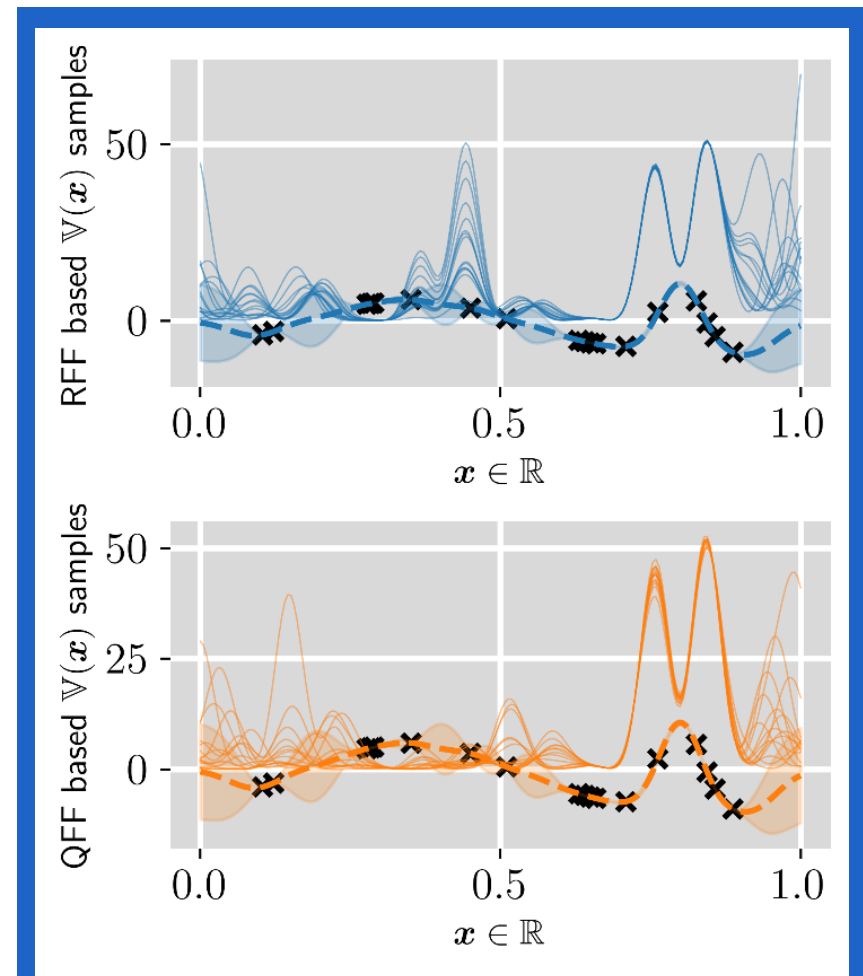 RFF based 𝕍(𝒙) samples
50
0
0.0 0.5 1.0
𝒙 ∈ ℝ
QFF based 𝕍(𝒙) samples
50
25
0
0.0 0.5 1.0
𝒙 ∈ ℝ